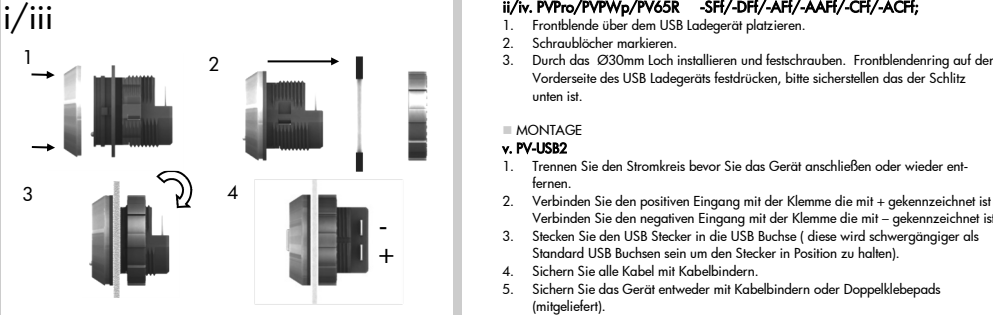 i/iii
1
2
3
4
-
+
ii/iv. PVPro/PVPWp/PV65R -SFf/-DFf/-AFf/-AAFf/-CFf/-ACFf;
1. Frontblende über dem USB Ladegerät platzieren.
2. Schraublöcher markieren.
3. Durch das Ø30mm Loch installieren und festschrauben. Frontblendenring auf der
Vorderseite des USB Ladegeräts festdrücken, bitte sicherstellen das der Schlitz
unten ist.
MONTAGE
v. PV-USB2
1. Trennen Sie den Stromkreis bevor Sie das Gerät anschließen oder wieder ent-
fernen.
2. Verbinden Sie den positiven Eingang mit der Klemme die mit + gekennzeichnet ist
Verbinden Sie den negativen Eingang mit der Klemme die mit – gekennzeichnet ist
3. Stecken Sie den USB Stecker in die USB Buchse ( diese wird schwergängiger als
Standard USB Buchsen sein um den Stecker in Position zu halten).
4. Sichern Sie alle Kabel mit Kabelbindern.
5. Sichern Sie das Gerät entweder mit Kabelbindern oder Doppelklebepads
(mitgeliefert).